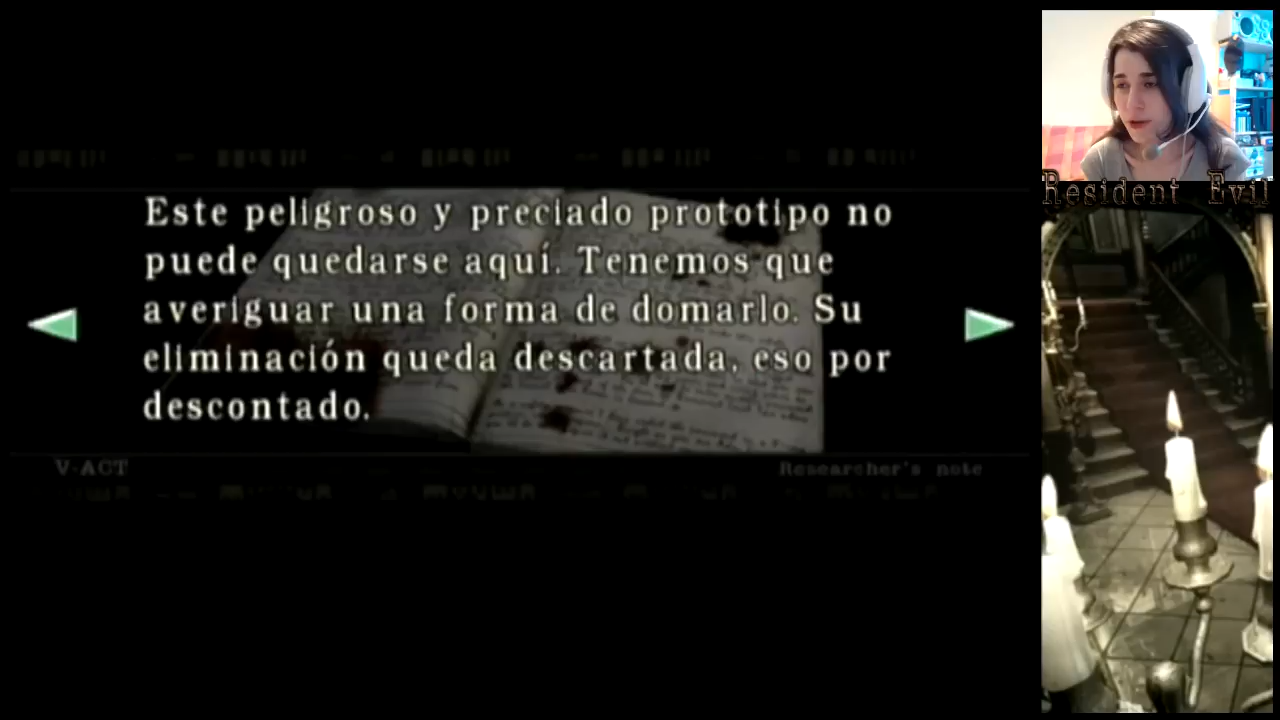 Este peligroso y preciado prototipo no
puede quedarse aquí. Tenemos que
averiguar una forma de domarlo. Su
eliminación queda descartada, eso por
descontado.
V-ACT
Researcher's note
Resident Evil